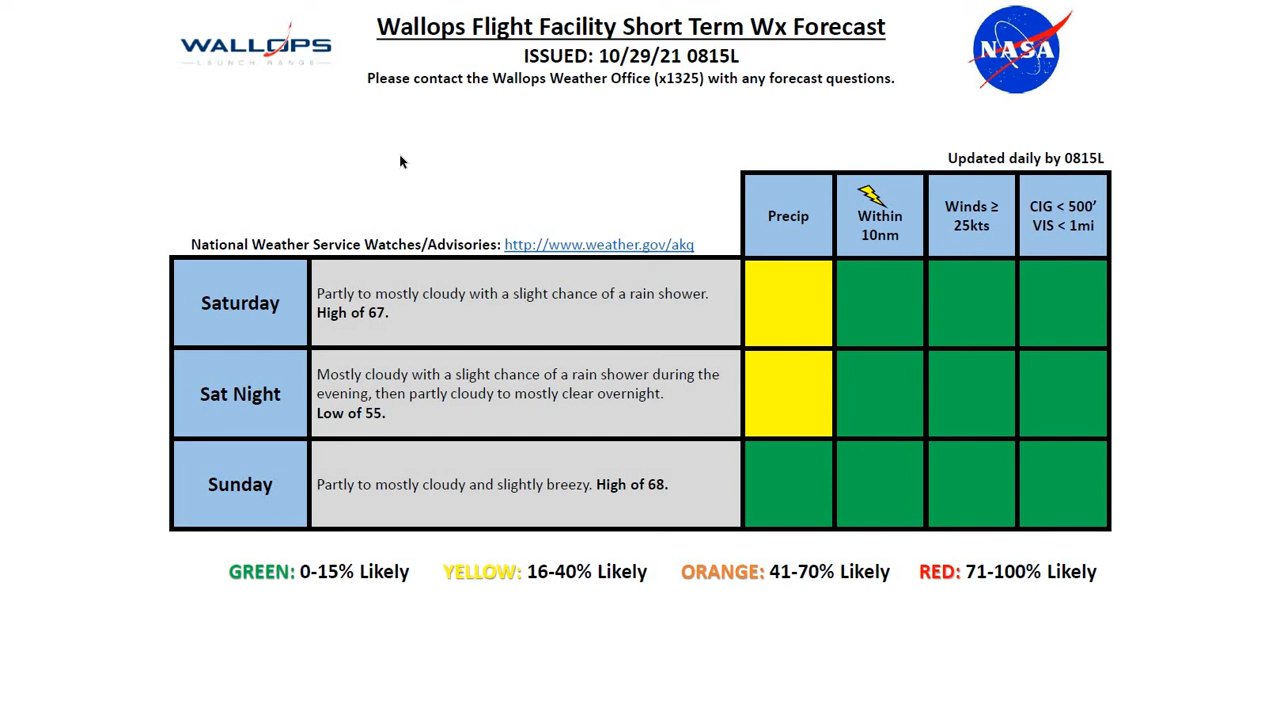 WALLOPS
LAUNCH RANGE
Wallops Flight Facility Short Term Wx Forecast
ISSUED: 10/29/21 0815L
Please contact the Wallops Weather Office (x1325) with any forecast questions.
NASA
Updated daily by 0815L
National Weather Service Watches/Advisories: http://www.weather.gov/akq
Precip
Within
10nm
Winds ≥
25kts
CIG < 500’
VIS < 1mi
Saturday
Partly to mostly cloudy with a slight chance of a rain shower.
High of 67.
Sat Night
Mostly cloudy with a slight chance of a rain shower during the
evening, then partly cloudy to mostly clear overnight.
Low of 55.
Sunday
Partly to mostly cloudy and slightly breezy. High of 68.
GREEN: 0-15% Likely
YELLOW: 16-40% Likely
ORANGE: 41-70% Likely
RED: 71-100% Likely